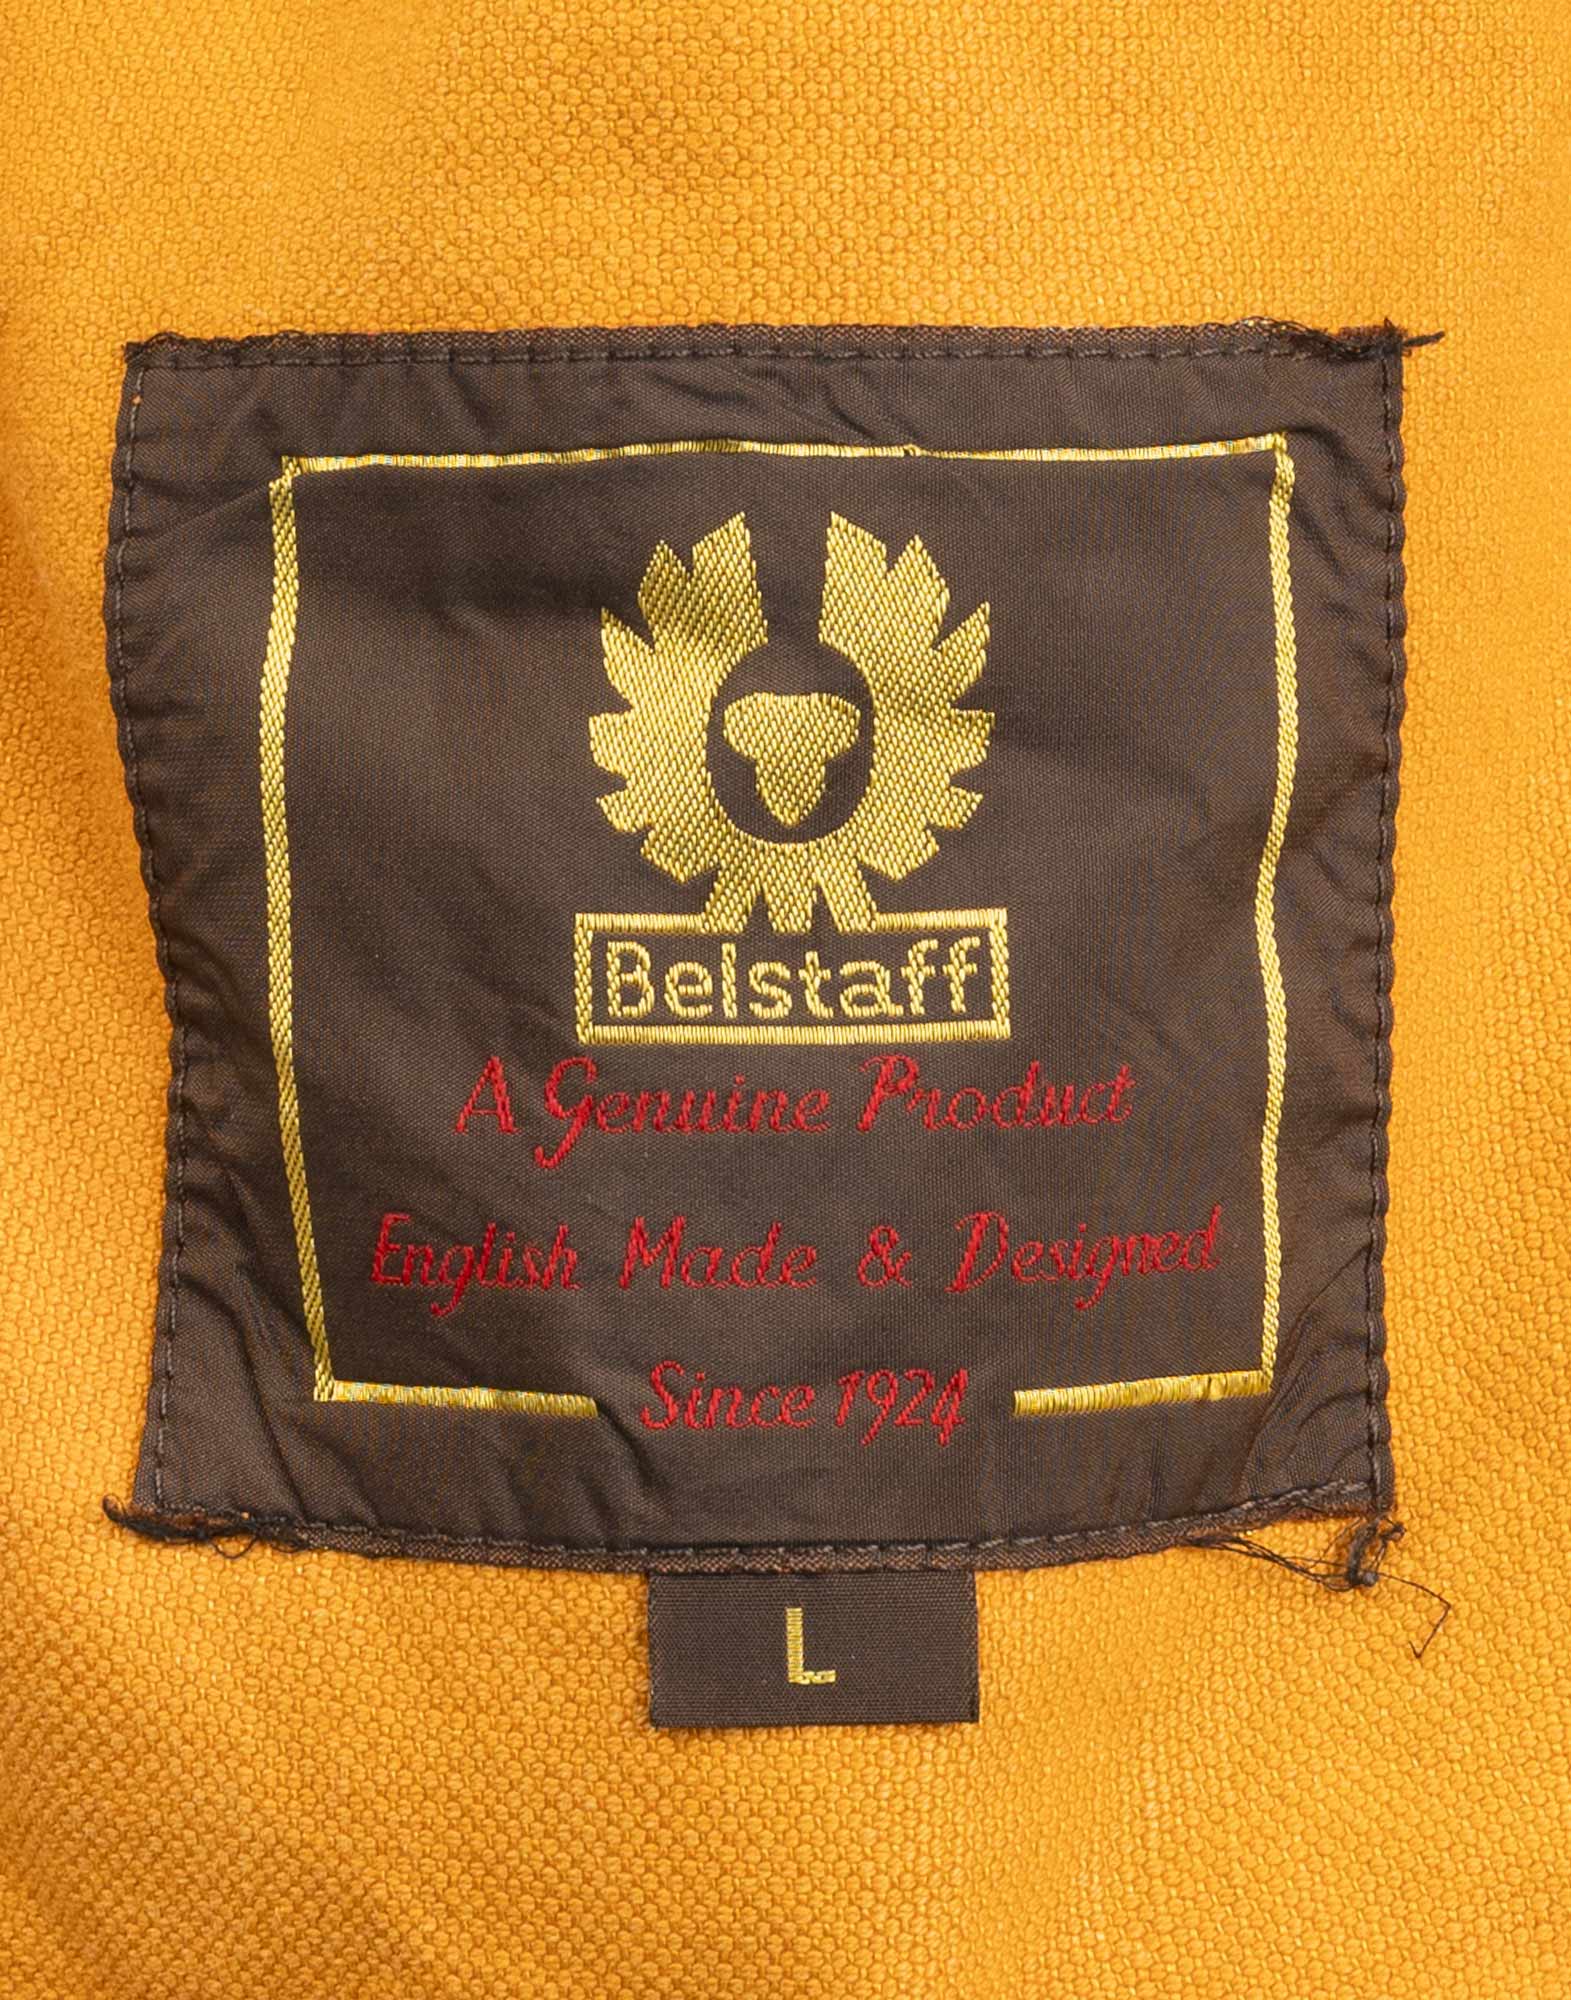 Belstaff
A Genuine Product
English Made & Designed
Since 1924
L